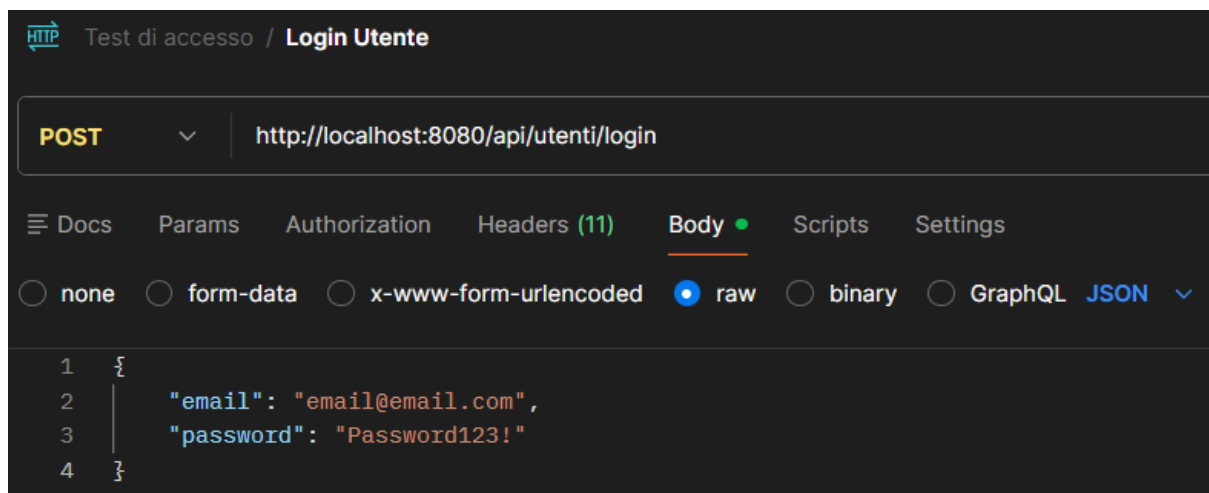 HTTP Test di accesso / Login Utente
POST http://localhost:8080/api/utenti/login
Docs Params Authorization Headers (11) Body Scripts Settings
none form-data x-www-form-urlencoded raw binary GraphQL JSON
1 {
2 "email": "email@email.com",
3 "password": "Password123!"
4 }